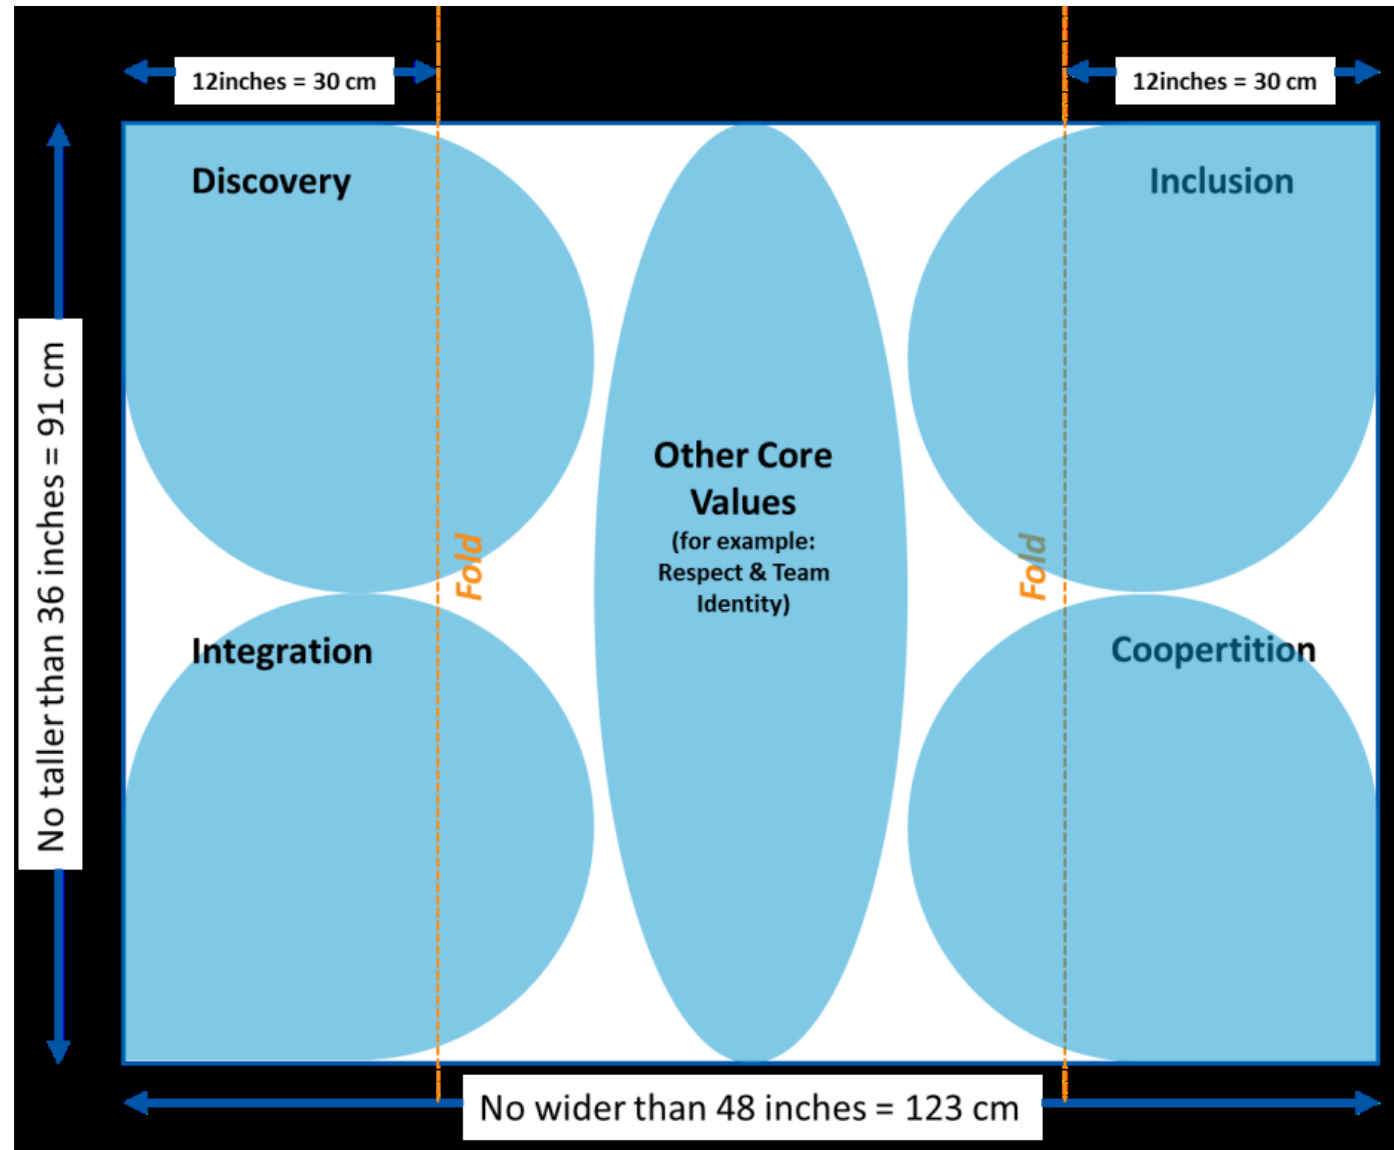 12inches = 30 cm
12inches = 30 cm
Discovery
Inclusion
No taller than 36 inches = 91 cm
Other Core
Values
(for example:
Respect & Team
Identity)
Fold
Fold
Integration
Coopertition
No wider than 48 inches = 123 cm